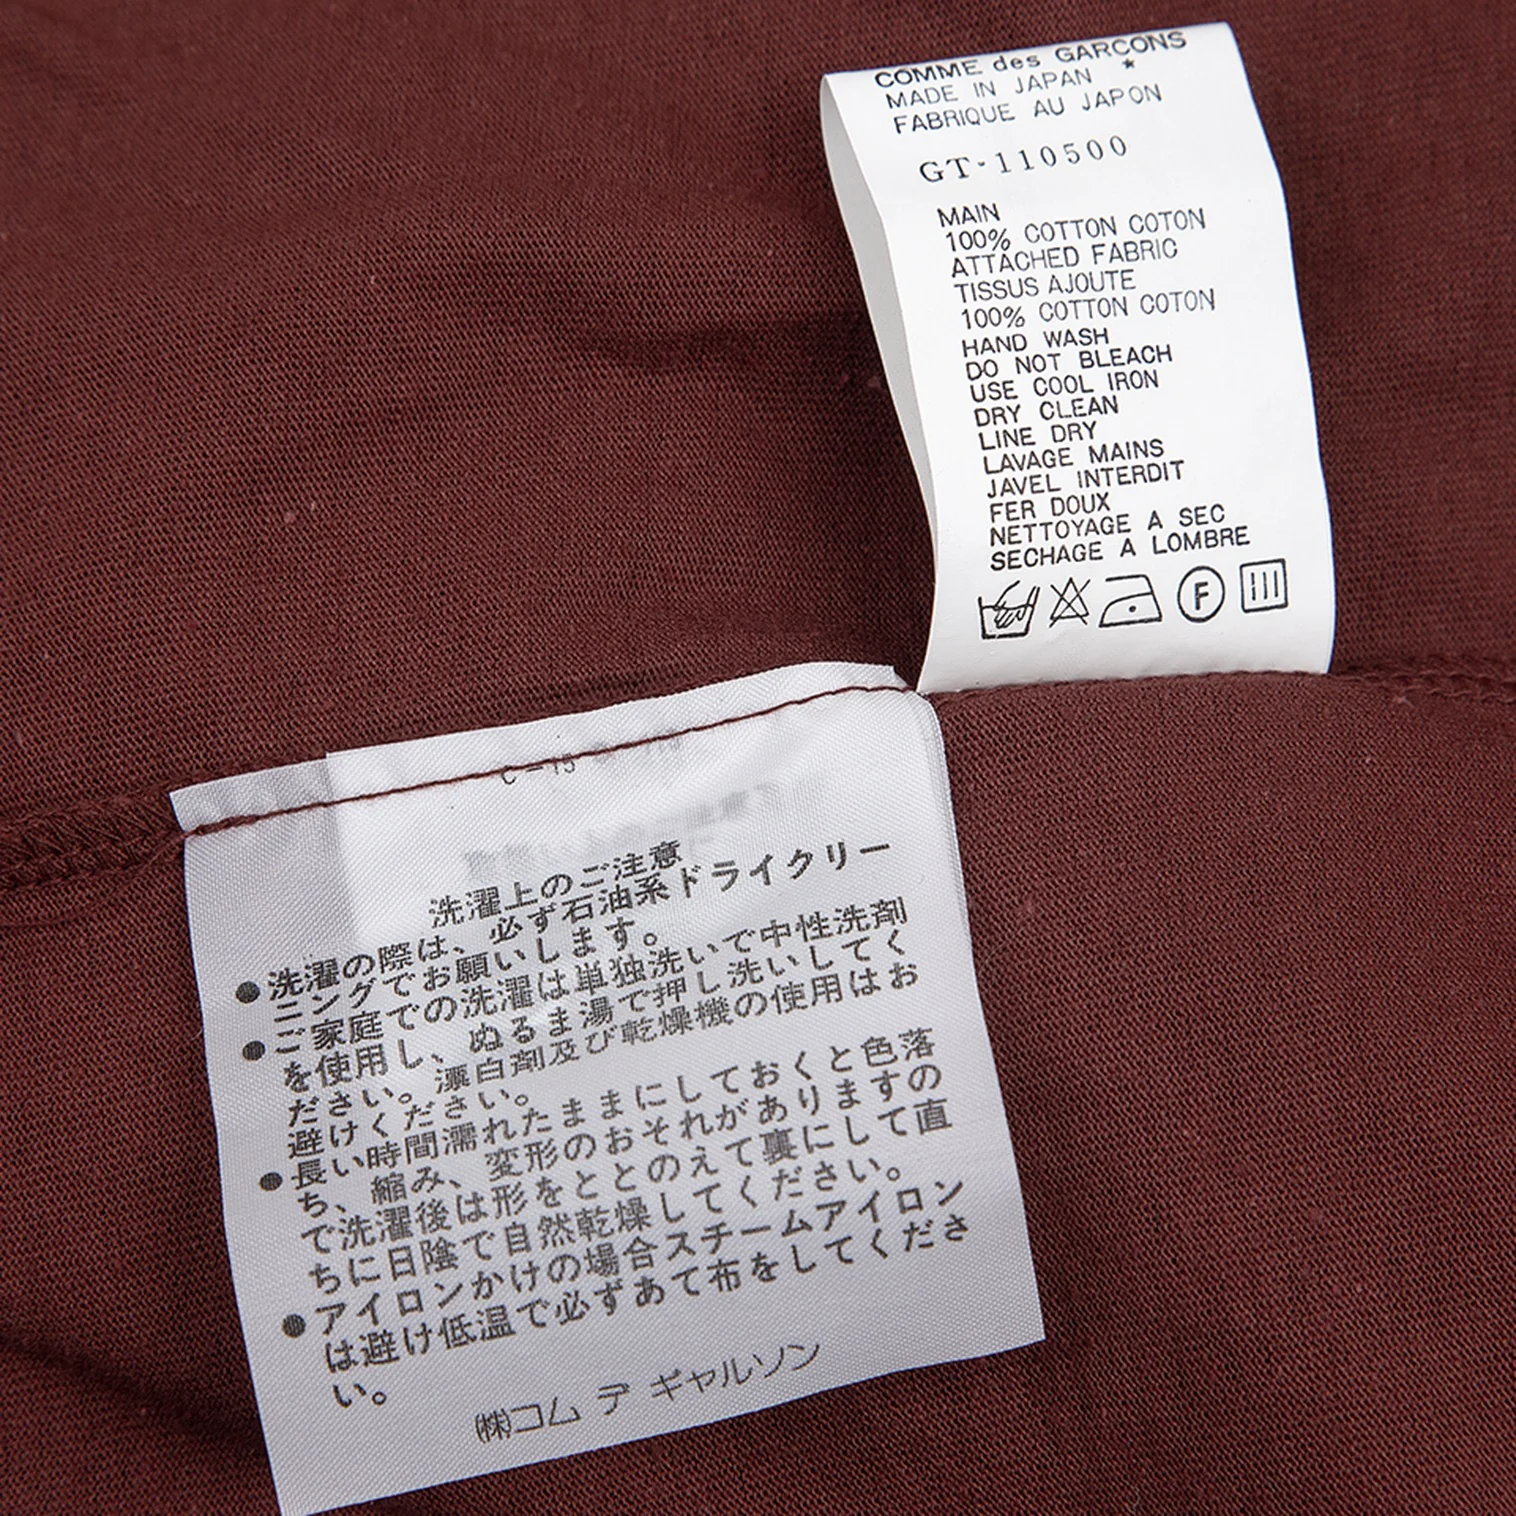 COMME des GARCONS
MADE IN JAPAN *
FABRIQUE AU JAPON
GT-110500
MAIN
100% COTTON COTON
ATTACHED FABRIC
TISSUS AJOUTE
100% COTTON COTON
HAND WASH
DO NOT BLEACH
USE COOL IRON
DRY CLEAN
LINE DRY
LAVAGE MAINS
JAVEL INTERDIT
FER DOUX
NETTOYAGE A SEC
SECHAGE A LOMBRE
F
洗濯上のご注意
●洗濯の際は、必ず石油系ドライクリー
ニングでお願いします。
●ご家庭での洗濯は単独洗いで中性洗剤
を使用し、ぬるま湯で押し洗いしてく
ださい。漂白剤及び乾燥機の使用はお
避けください。
●長い時間濡れたままにしておくと色落
ち、縮み、変形のおそれがありますの
で洗濯後は形をととのえて裏にして直
ちに日陰で自然乾燥してください。
●アイロンかけの場合スチームアイロン
は避け低温で必ずあて布をしてくださ
い。
㈱コム デ ギャルソン